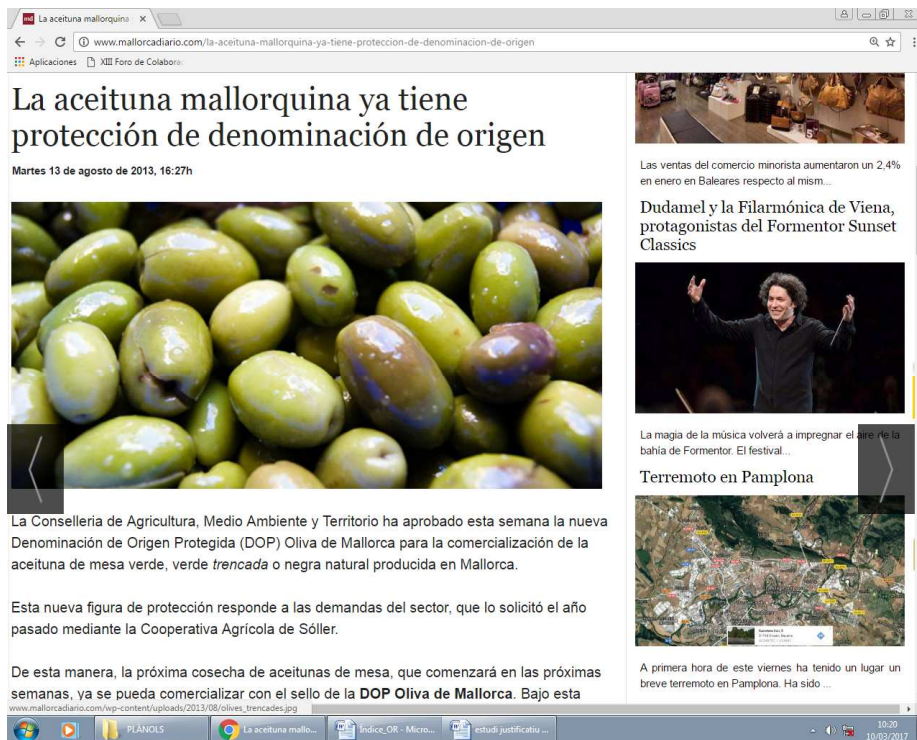 La aceituna mallorquina
www.mallorcadiario.com/la-aceituna-mallorquina-ya-tiene-proteccion-de-denominacion-de-origen
Aplicaciones
XIII Foro de Colabora
La aceituna mallorquina ya tiene
protección de denominación de origen
Martes 13 de agosto de 2013, 16:27h
La Conselleria de Agricultura, Medio Ambiente y Territorio ha aprobado esta semana la nueva
Denominación de Origen Protegida (DOP) Oliva de Mallorca para la comercialización de la
aceituna de mesa verde, verde trencada o negra natural producida en Mallorca.
Esta nueva figura de protección responde a las demandas del sector, que lo solicitó el año
pasado mediante la Cooperativa Agrícola de Sóller.
De esta manera, la próxima cosecha de aceitunas de mesa, que comenzará en las próximas
semanas, ya se pueda comercializar con el sello de la DOP Oliva de Mallorca. Bajo esta
Las ventas del comercio minorista aumentaron un 2,4%
en enero en Baleares respecto al mism...
Dudamel y la Filarmónica de Viena,
protagonistas del Formentor Sunset
Classics
La magia de la música volverá a impregnar el aire de la
bahía de Formentor. El festival...
Terremoto en Pamplona
A primera hora de este viernes ha tenido un lugar un
breve terremoto en Pamplona. Ha sido ...
www.mallorcadiario.com/wp-content/uploads/2013/08/olives_trencades.jpg
PLÀNOLS
La aceituna mallo...
Índice_OR - Micro...
estudi justificatiu ...
10:20
10/03/2017